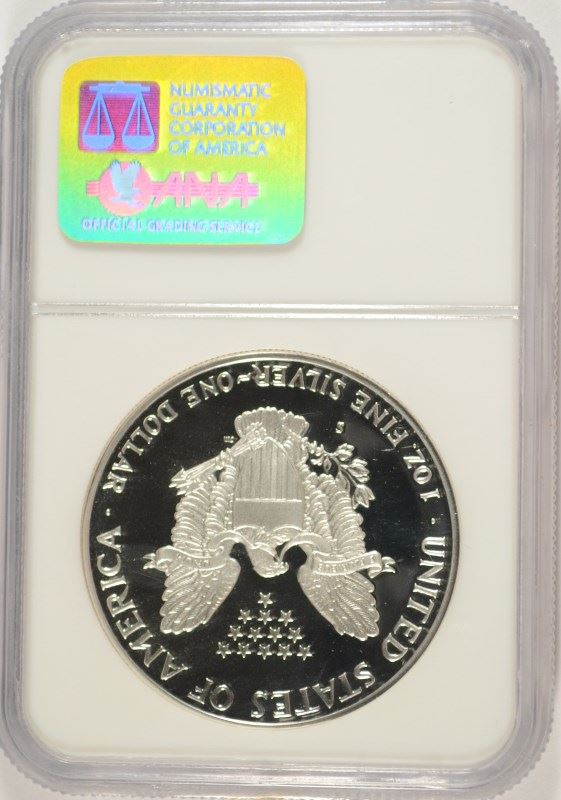 NUMISMATIC
GUARANTY
CORPORATION
OF AMERICA
ANA
OFFICIAL GRADING SERVICE
UNITED STATES OF AMERICA
1 OZ. FINE SILVER~ONE DOLLAR
S